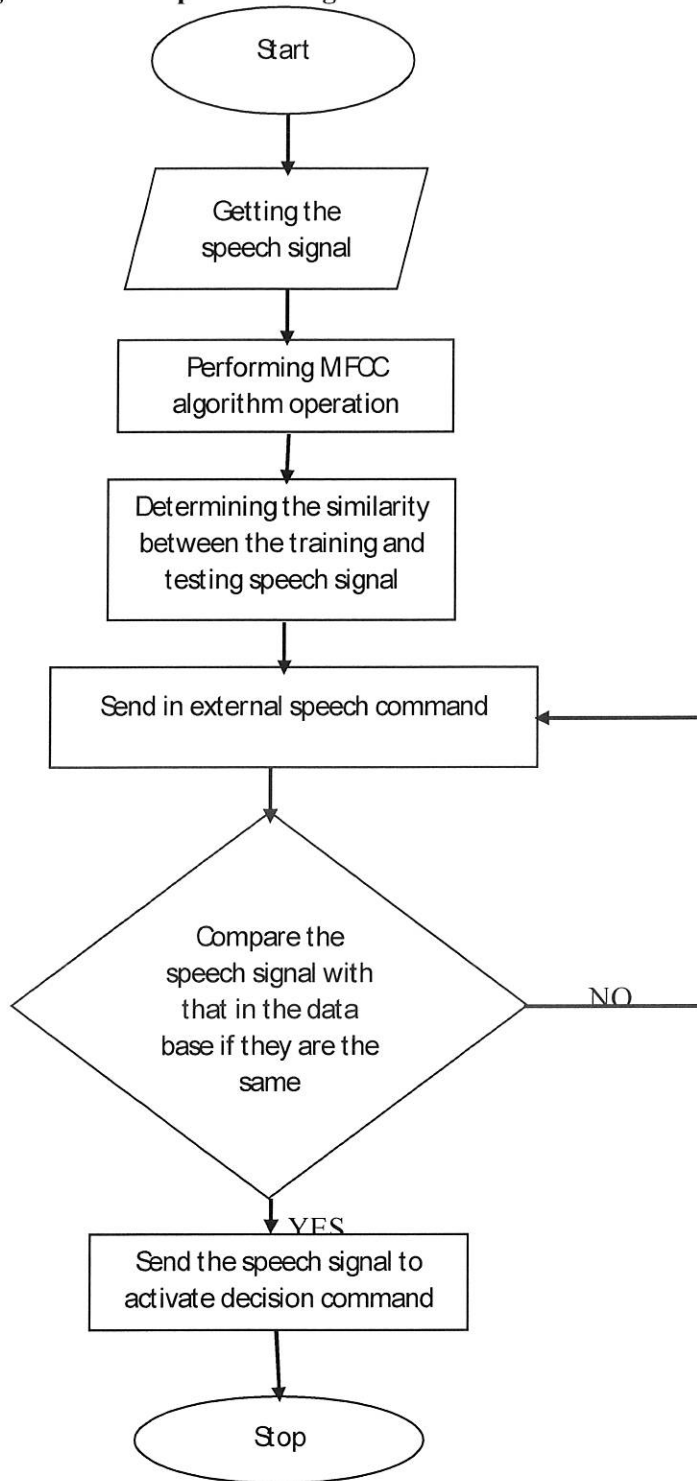 Start
Getting the
speech signal
Performing MFCC
algorithm operation
Determining the similarity
between the training and
testing speech signal
Send in external speech command
Compare the
speech signal with
that in the data
base if they are the
same
NO
YES
Send the speech signal to
activate decision command
Stop